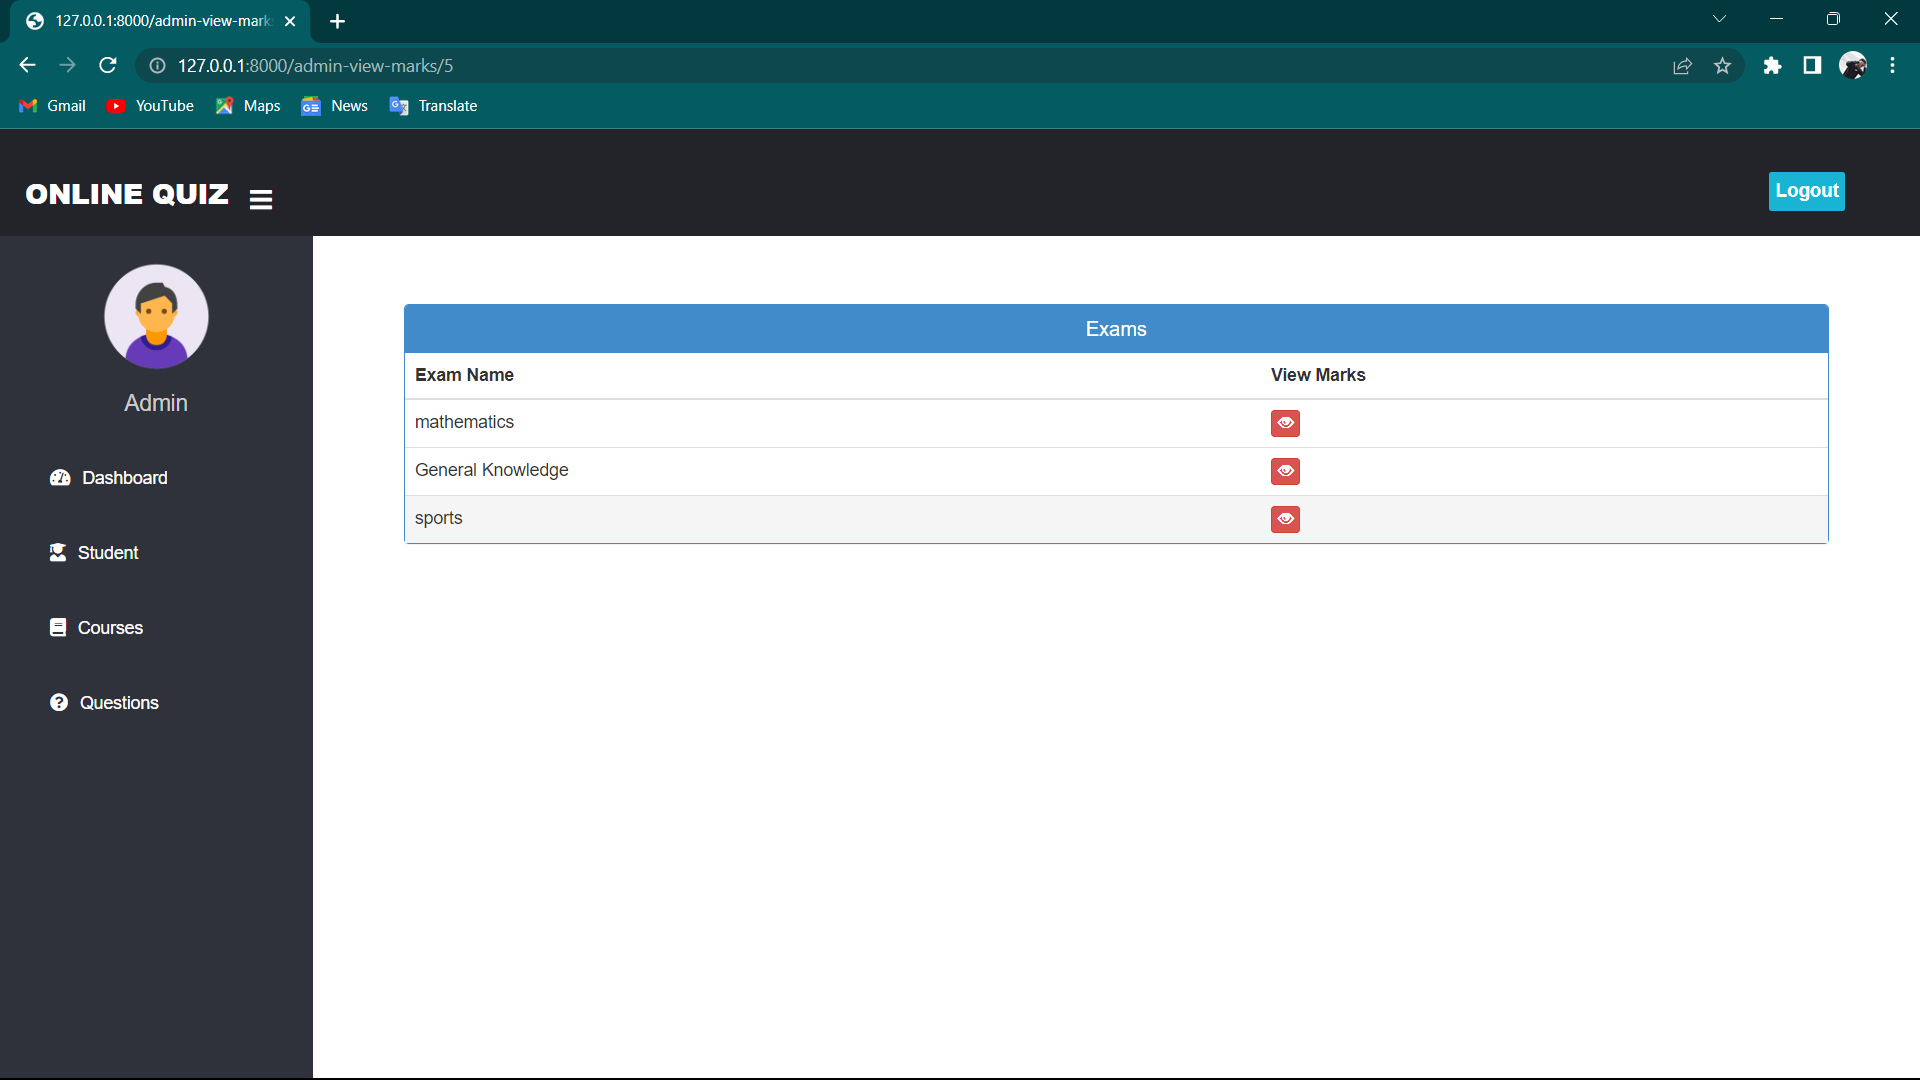 127.0.0.1:8000/admin-view-mark
127.0.0.1:8000/admin-view-marks/5
Gmail YouTube Maps News Translate
ONLINE QUIZ
Logout
Admin
Dashboard
Student
Courses
Questions
Exams
Exam Name View Marks
mathematics
General Knowledge
sports